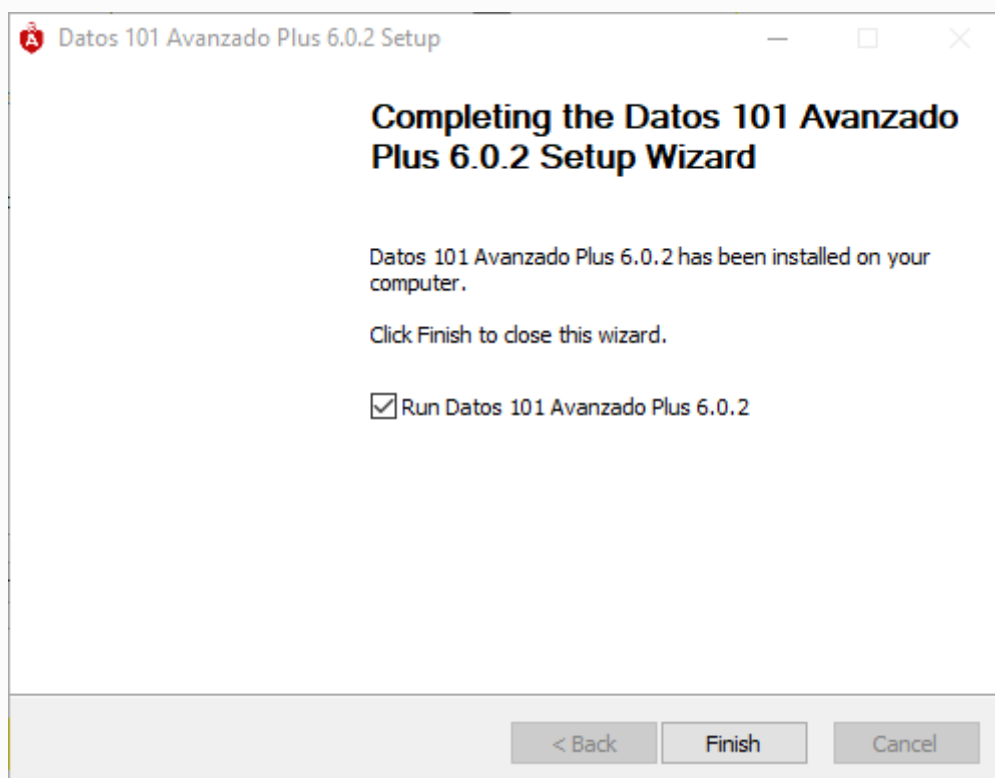 Datos 101 Avanzado Plus 6.0.2 Setup
Completing the Datos 101 Avanzado
Plus 6.0.2 Setup Wizard
Datos 101 Avanzado Plus 6.0.2 has been installed on your
computer.
Click Finish to close this wizard.
Run Datos 101 Avanzado Plus 6.0.2
< Back
Finish
Cancel